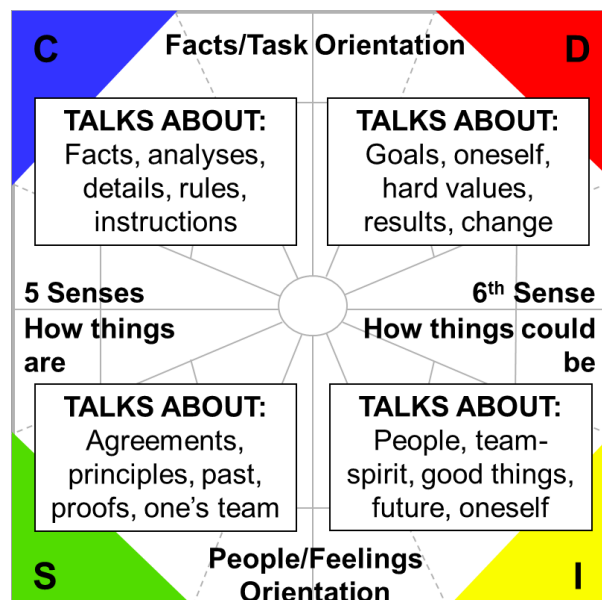 C
Facts/Task Orientation
D
TALKS ABOUT:
Facts, analyses,
details, rules,
instructions
TALKS ABOUT:
Goals, oneself,
hard values,
results, change
5 Senses
How things
are
6th Sense
How things could
be
TALKS ABOUT:
Agreements,
principles, past,
proofs, one's team
TALKS ABOUT:
People, team-
spirit, good things,
future, oneself
S
People/Feelings
Orientation
I